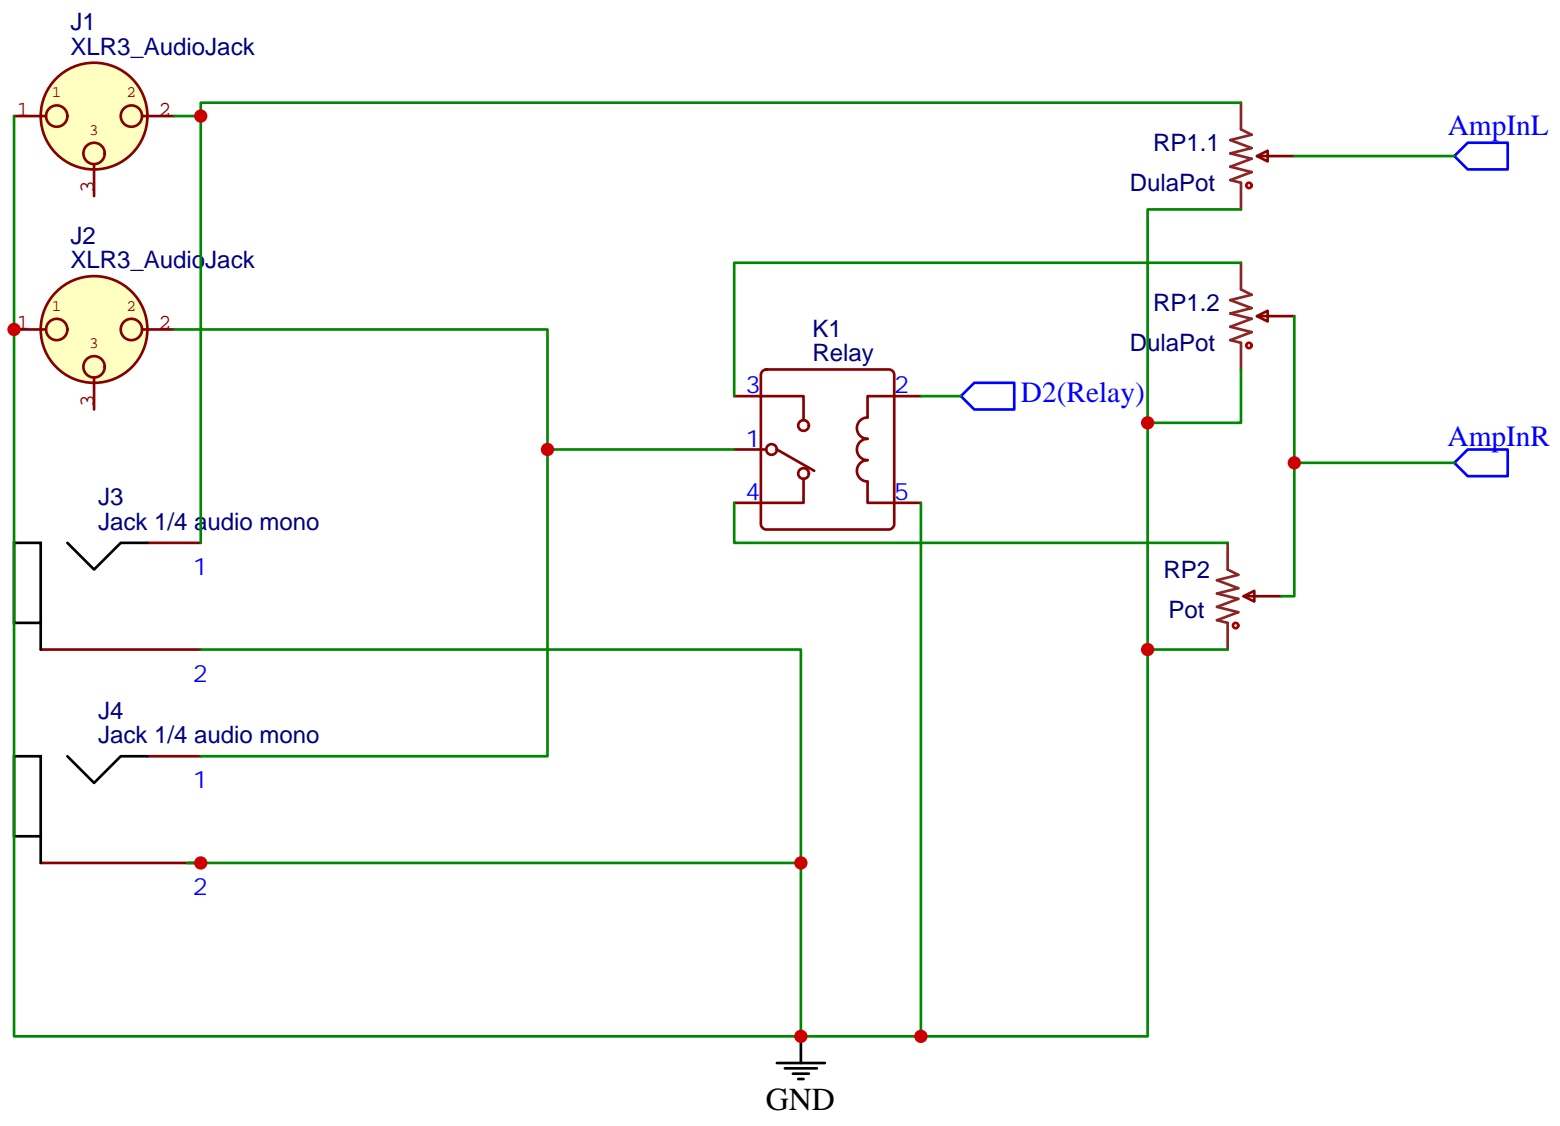 J1
XLR3_AudioJack
1
1
2
2
3
3
J2
XLR3_AudioJack
1
1
2
2
3
3
J3
Jack 1/4 audio mono
1
2
J4
Jack 1/4 audio mono
1
2
K1
Relay
3
2
1
4
5
D2(Relay)
RP1.1
DulaPot
AmpInL
RP1.2
DulaPot
AmpInR
RP2
Pot
GND